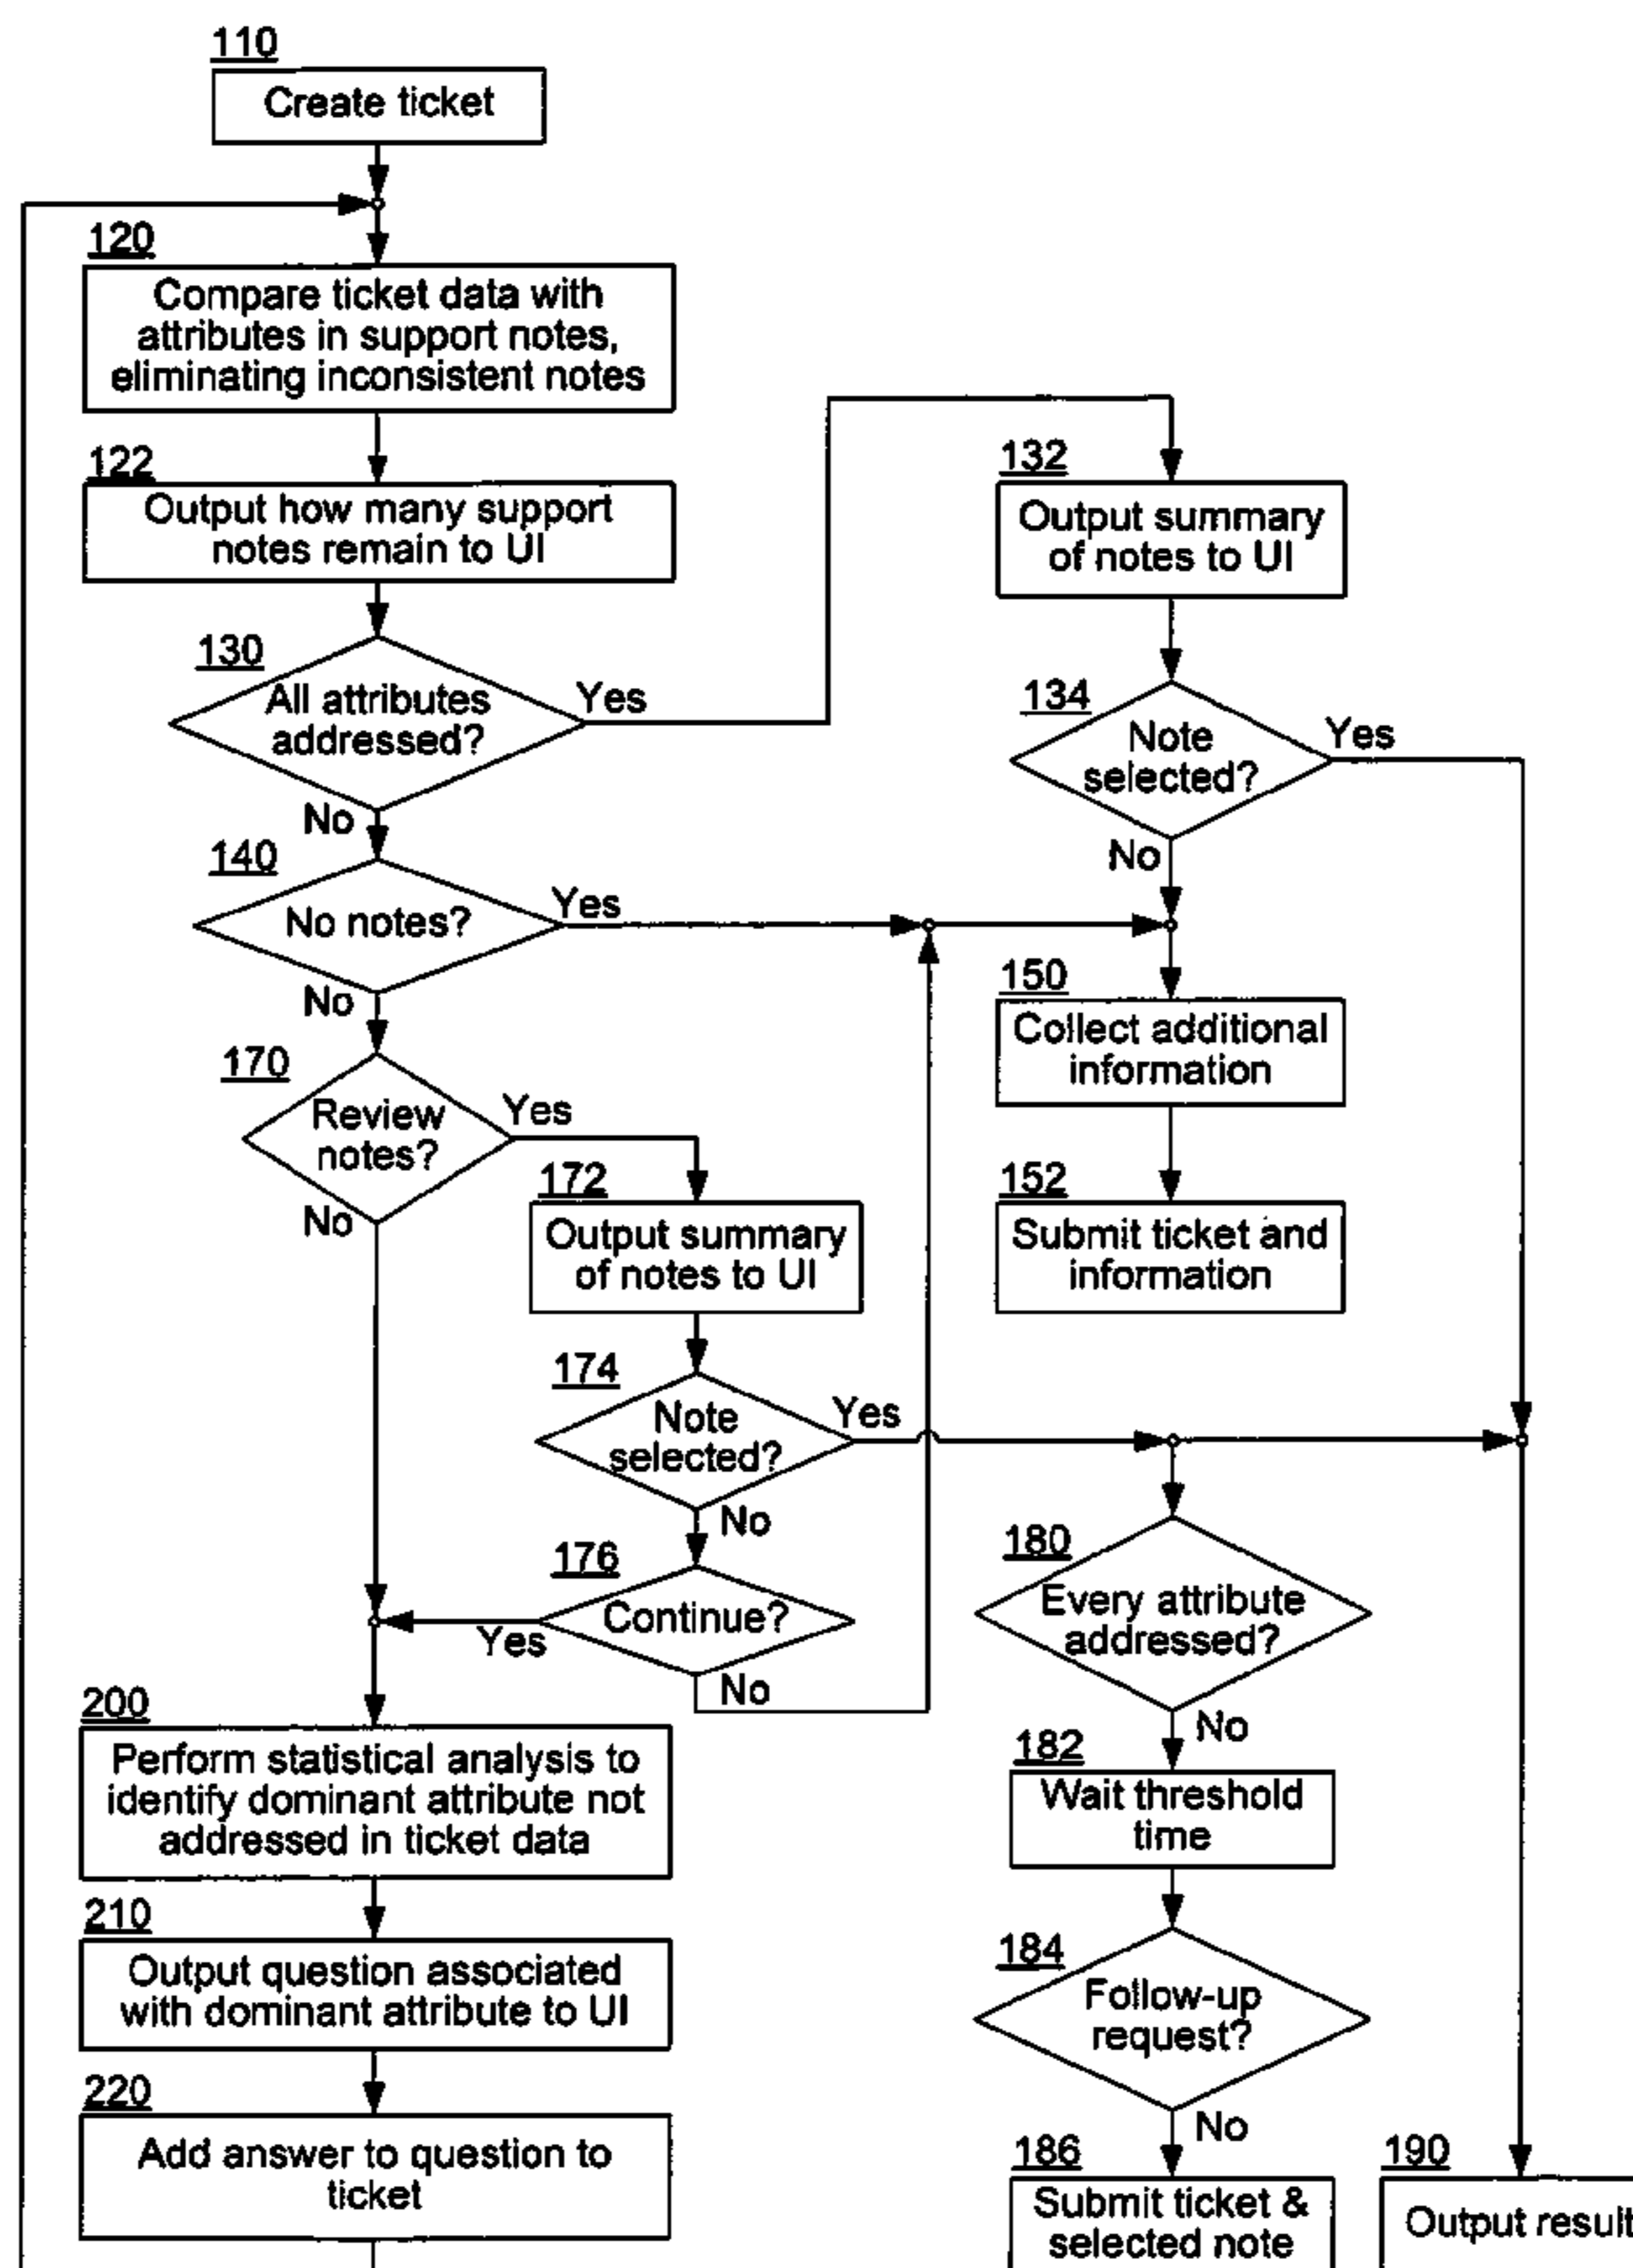 110
Create ticket
120
Compare ticket data with
attributes in support notes,
eliminating inconsistent notes
122
Output how many support
notes remain to UI
130
All attributes
addressed?
Yes
No
132
Output summary
of notes to UI
134
Note
selected?
Yes
No
140
No notes?
Yes
No
150
Collect additional
information
152
Submit ticket and
information
170
Review
notes?
Yes
No
172
Output summary
of notes to UI
174
Note
selected?
Yes
No
176
Continue?
Yes
No
180
Every attribute
addressed?
No
182
Wait threshold
time
184
Follow-up
request?
No
186
Submit ticket &
selected note
190
Output result
200
Perform statistical analysis to
identify dominant attribute not
addressed in ticket data
210
Output question associated
with dominant attribute to UI
220
Add answer to question to
ticket